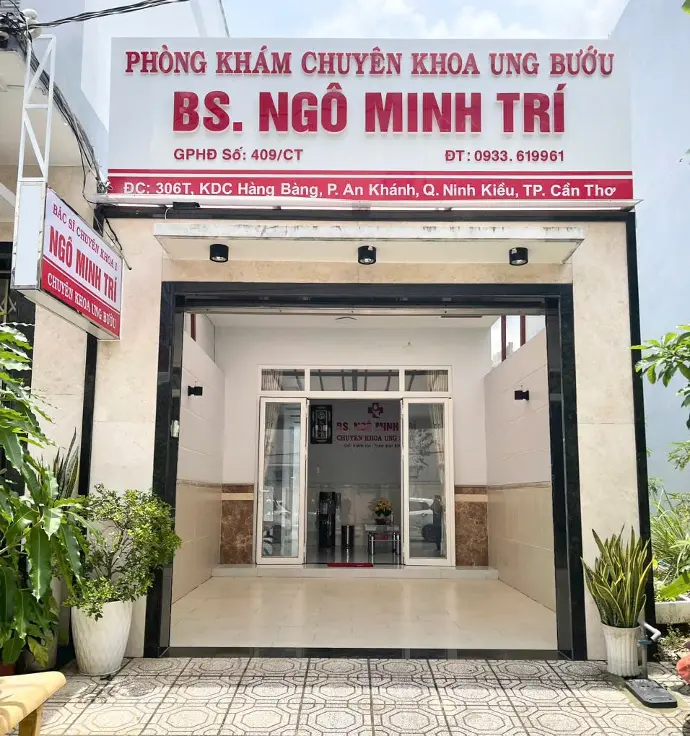 PHÒNG KHÁM CHUYÊN KHOA UNG BƯỚU
BS. NGÔ MINH TRÍ
GPHĐ Số: 409/CT ĐT: 0933. 619961
ĐC: 306T, KDC Hàng Bàng, P. An Khánh, Q. Ninh Kiều, TP. Cần Thơ
BÁC SĨ CHUYÊN KHOA I
NGÔ MINH TRÍ
CHUYÊN KHOA UNG BƯỚU
BS. NGÔ MINH
CHUYÊN KHOA UNG